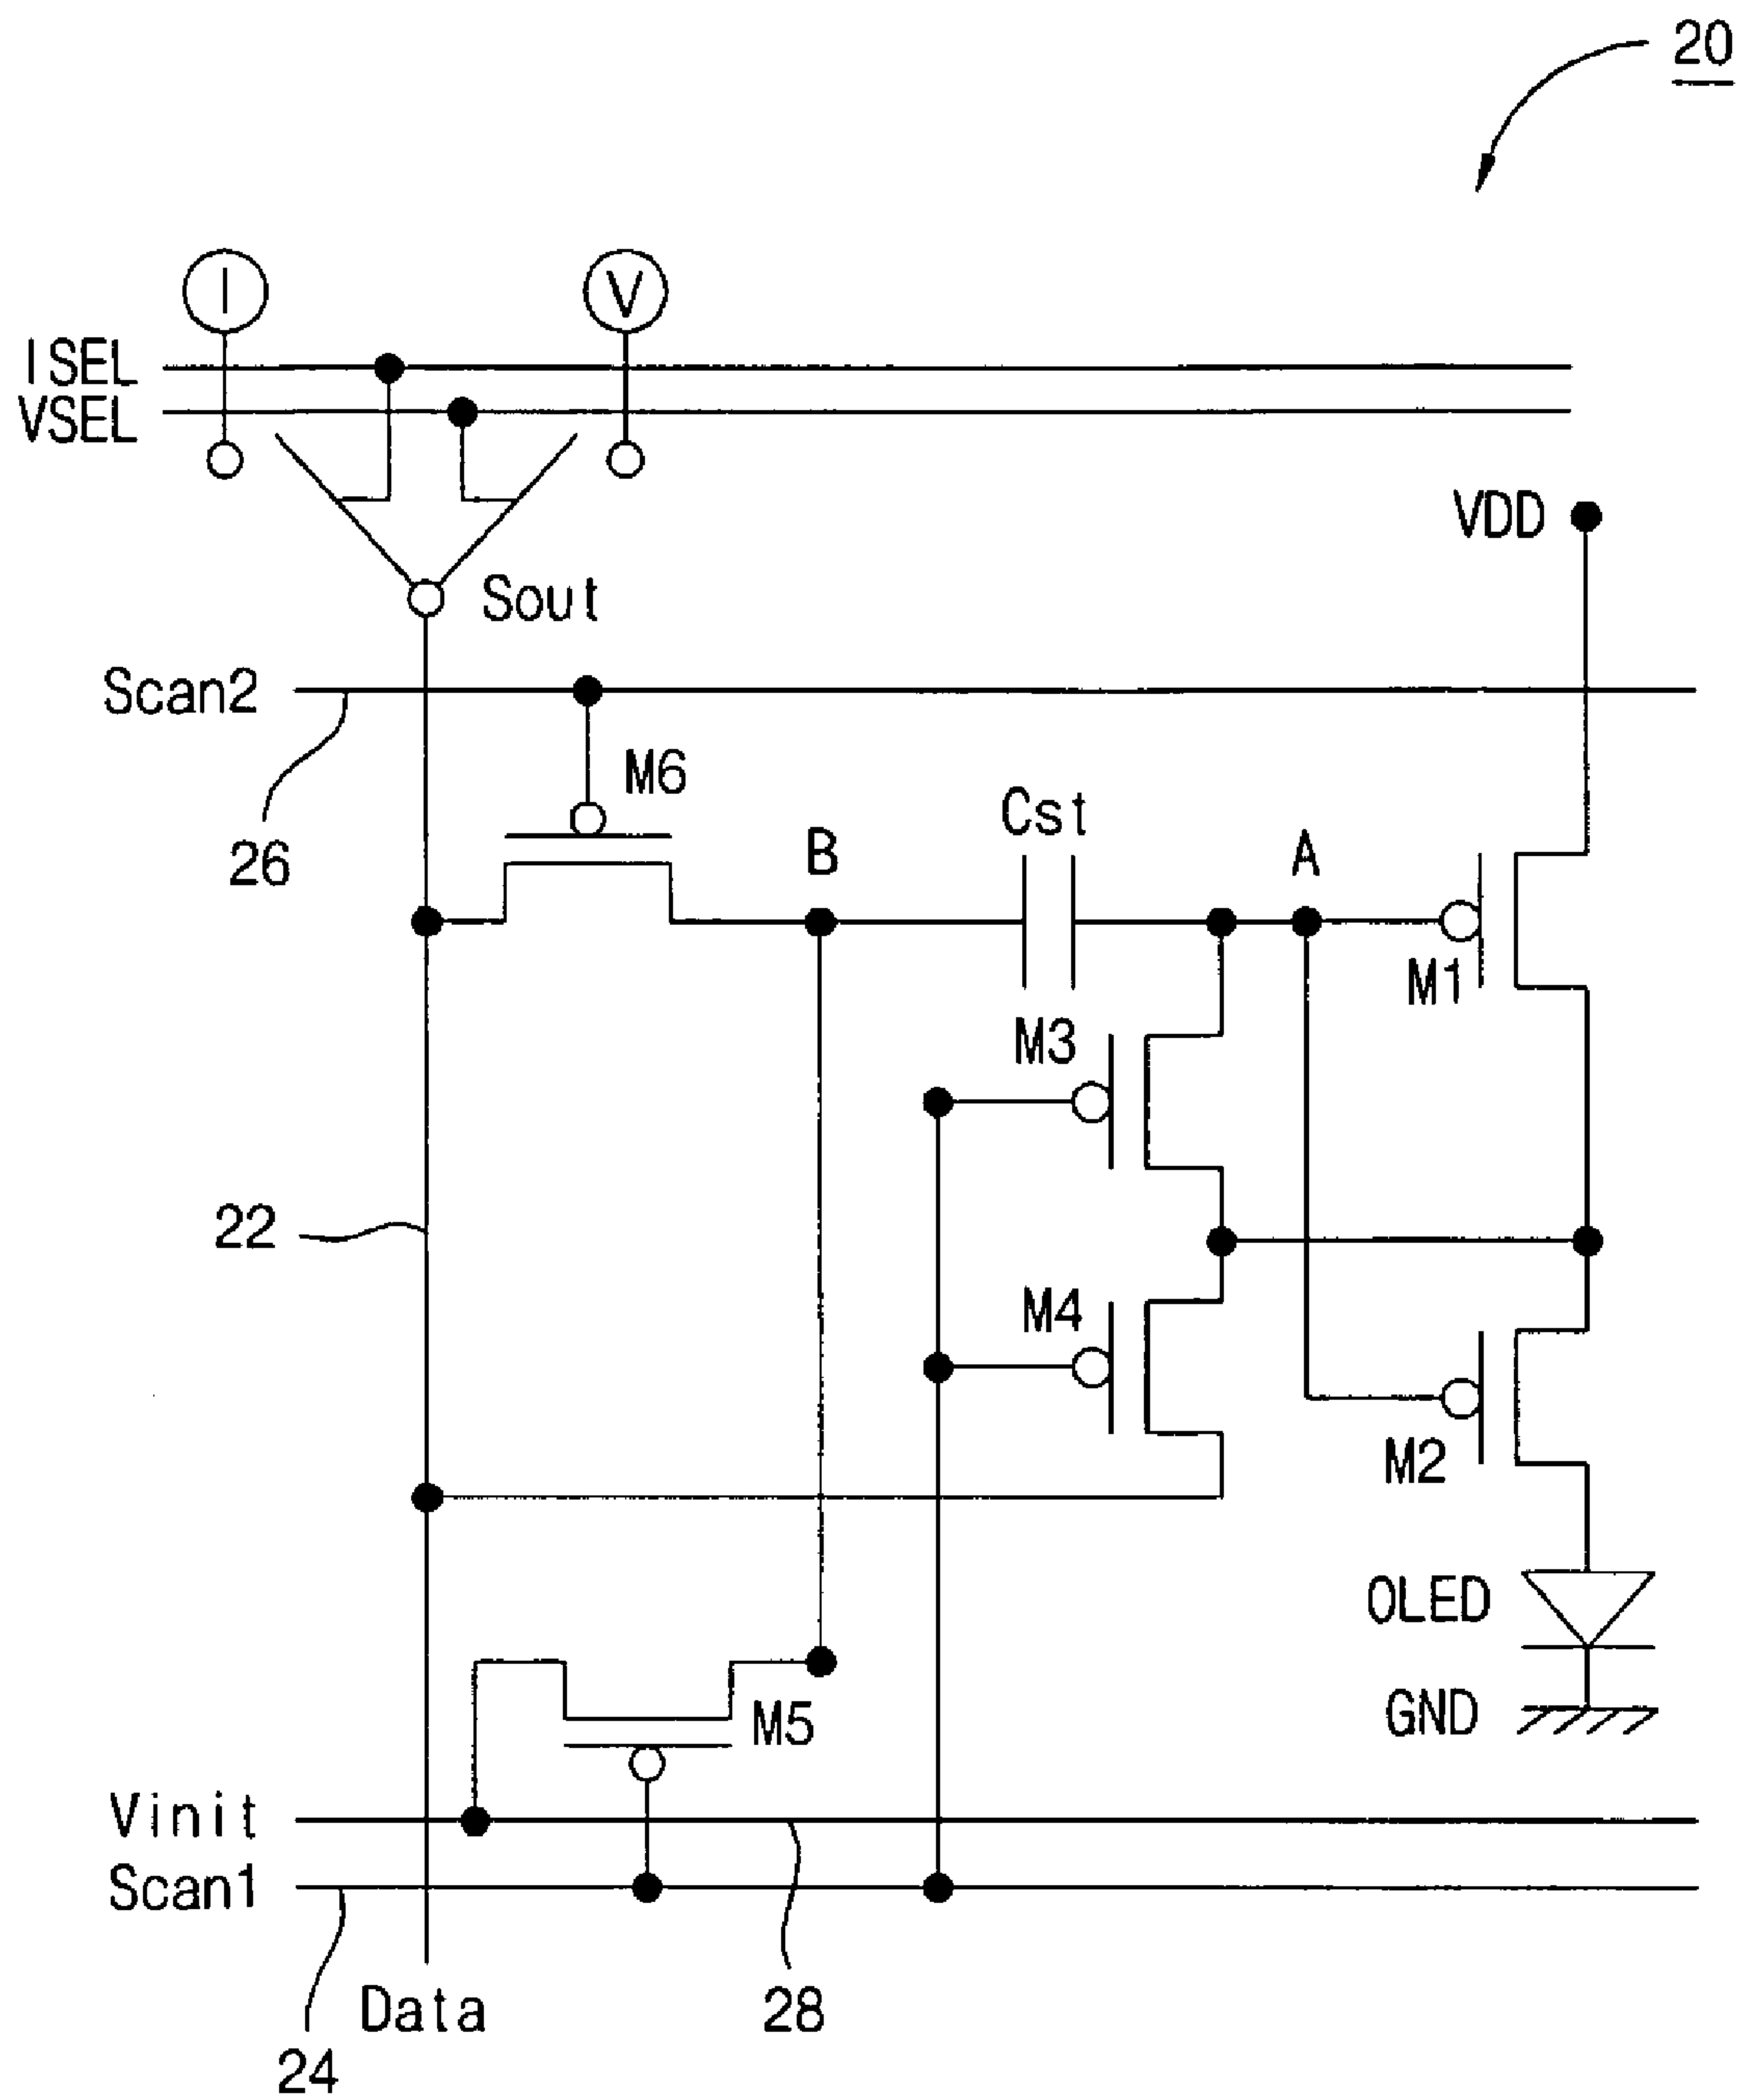 20
I
V
ISEL
VSEL
VDD
Sout
Scan2
M6
Cst
26
B
A
M1
M3
22
M4
M2
OLED
M5
GND
Vinit
Scan1
28
Data
24